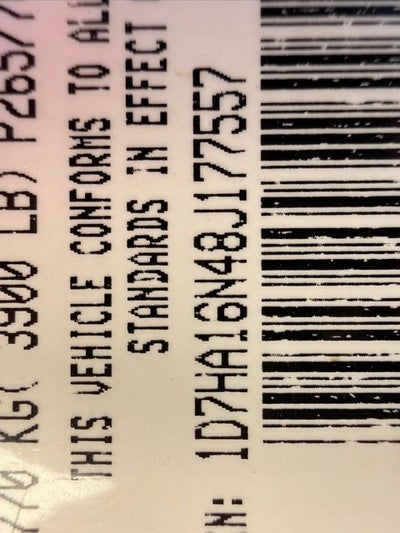 KG( 3900 LB) P265/7
THIS VEHICLE CONFORMS TO ALL
STANDARDS IN EFFECT
N: 1D7HA16N48J177557